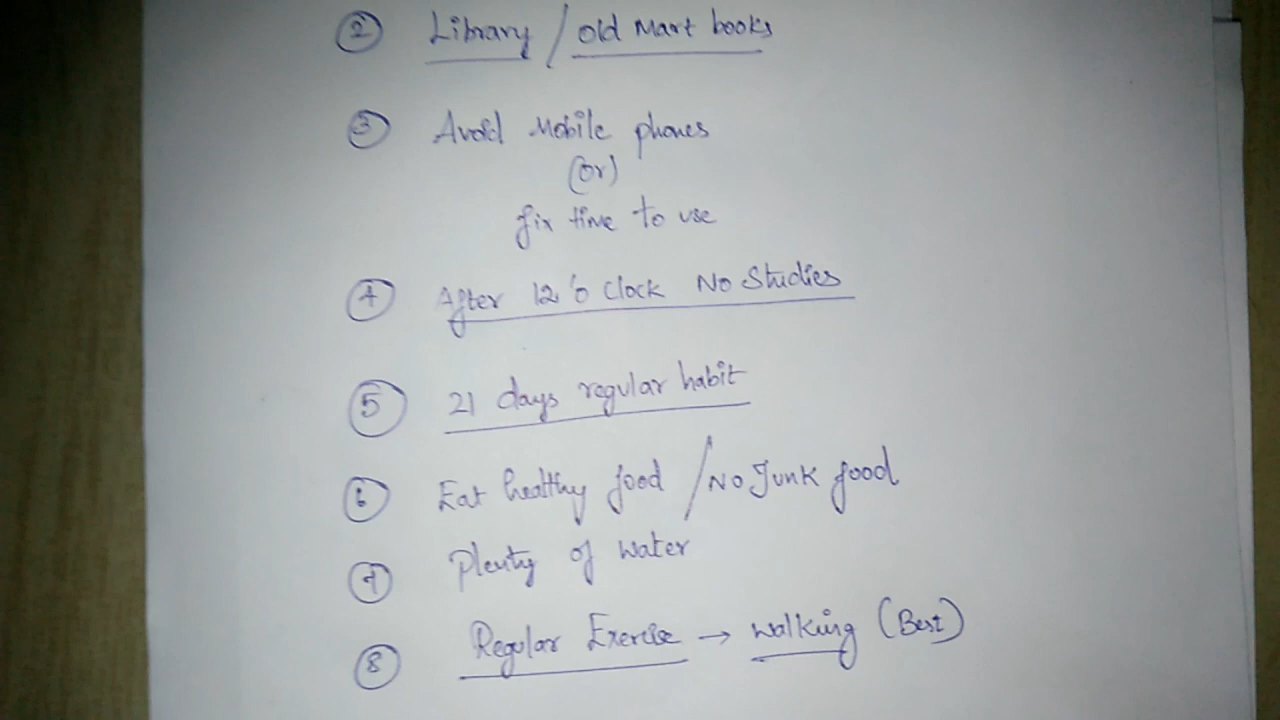 ② Library / old Mart books
③ Avoid Mobile phones
(or)
fix time to use
④ After 12 'o Clock No Studies
⑤ 21 days regular habit
⑥ Eat healthy food / No Junk food
⑦ Plenty of water
⑧ Regular Exercise → walking (Best)